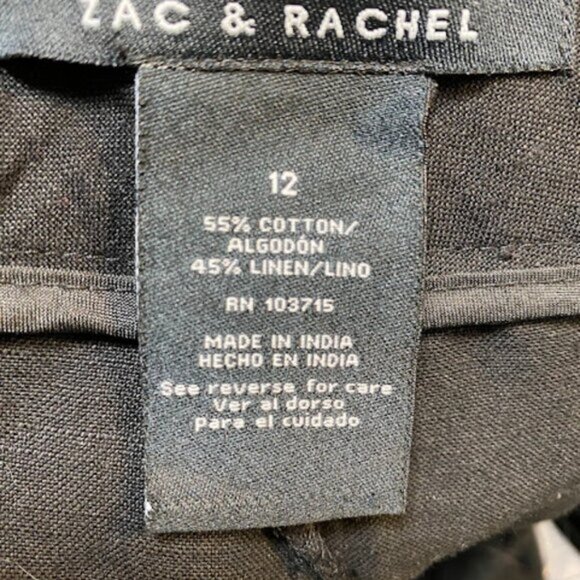 ZAC & RACHEL
12
55% COTTON/
ALGODÓN
45% LINEN/LINO
RN 103715
MADE IN INDIA
HECHO EN INDIA
See reverse for care
Ver al dorso
para el cuidado